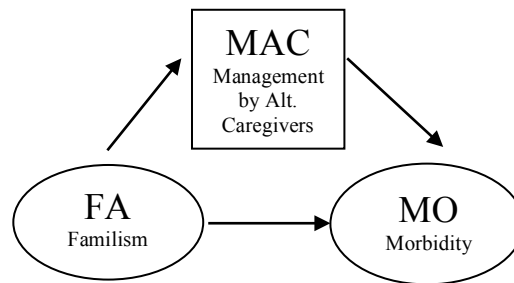 MAC
Management
by Alt.
Caregivers
FA
Familism
MO
Morbidity